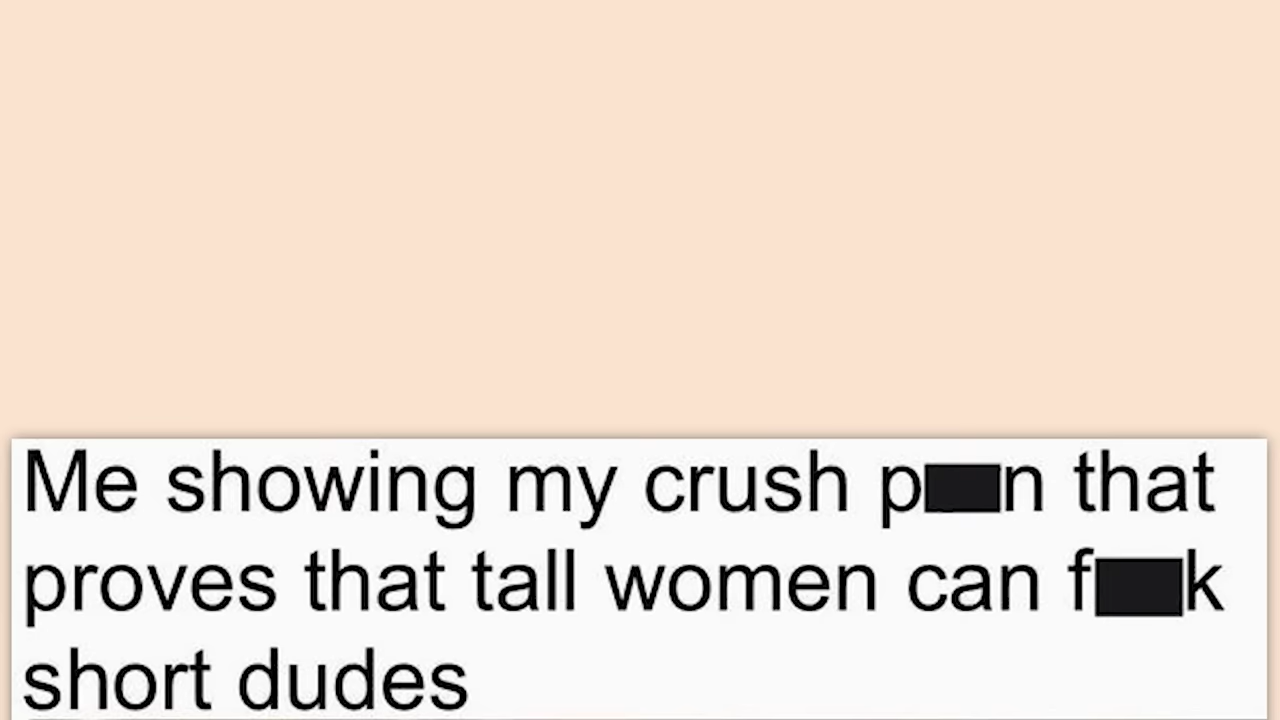 Me showing my crush p■n that
proves that tall women can f■k
short dudes